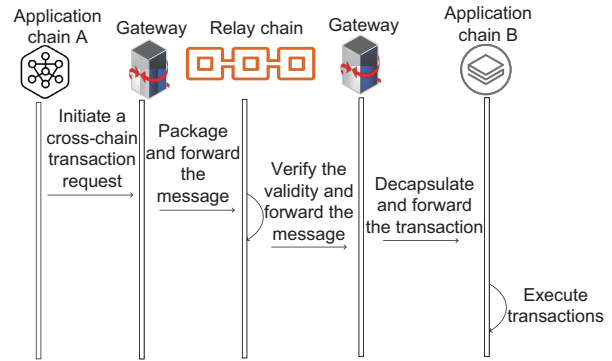 Application
chain A
Gateway
Relay chain
Gateway
Application
chain B
Initiate a
cross-chain
transaction
request
Package
and forward
the
message
Verify the
validity and
forward the
message
Decapsulate
and forward
the transaction
Execute
transactions